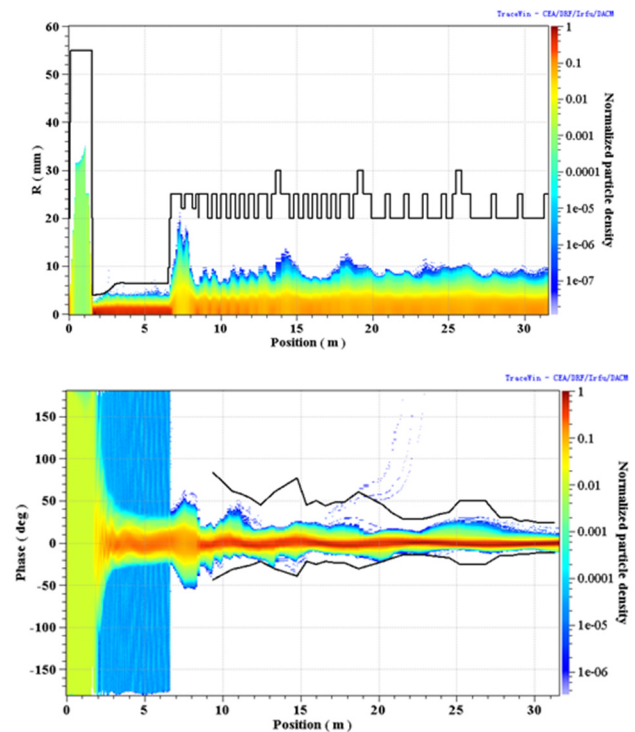 TraceWin - CEA/DRF/Irfu/DACM
60
50
40
30
20
10
0
R ( mm )
0
5
10
15
20
25
30
Position ( m )
1
0.1
0.01
0.001
0.0001
1e-05
1e-06
1e-07
Normalized particle density
TraceWin - CEA/DRF/Irfu/DACM
150
100
50
0
-50
-100
-150
Phase ( deg )
0
5
10
15
20
25
30
Position ( m )
1
0.1
0.01
0.001
0.0001
1e-05
1e-06
Normalized particle density